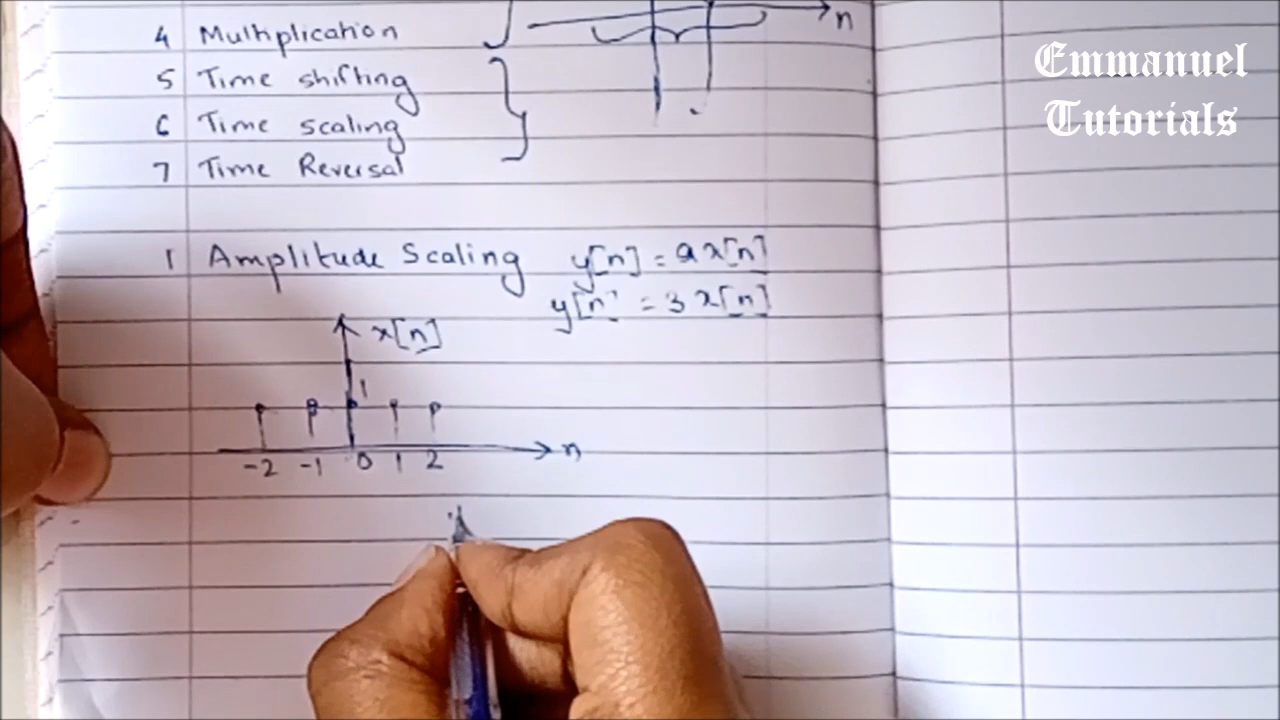 4 Multiplication
n
5 Time shifting
6 Time scaling
7 Time Reversal
Emmanuel
Tutorials
1 Amplitude Scaling y[n] = a x[n]
y[n] = 3 x[n]
x[n]
1
n
-2 -1 0 1 2